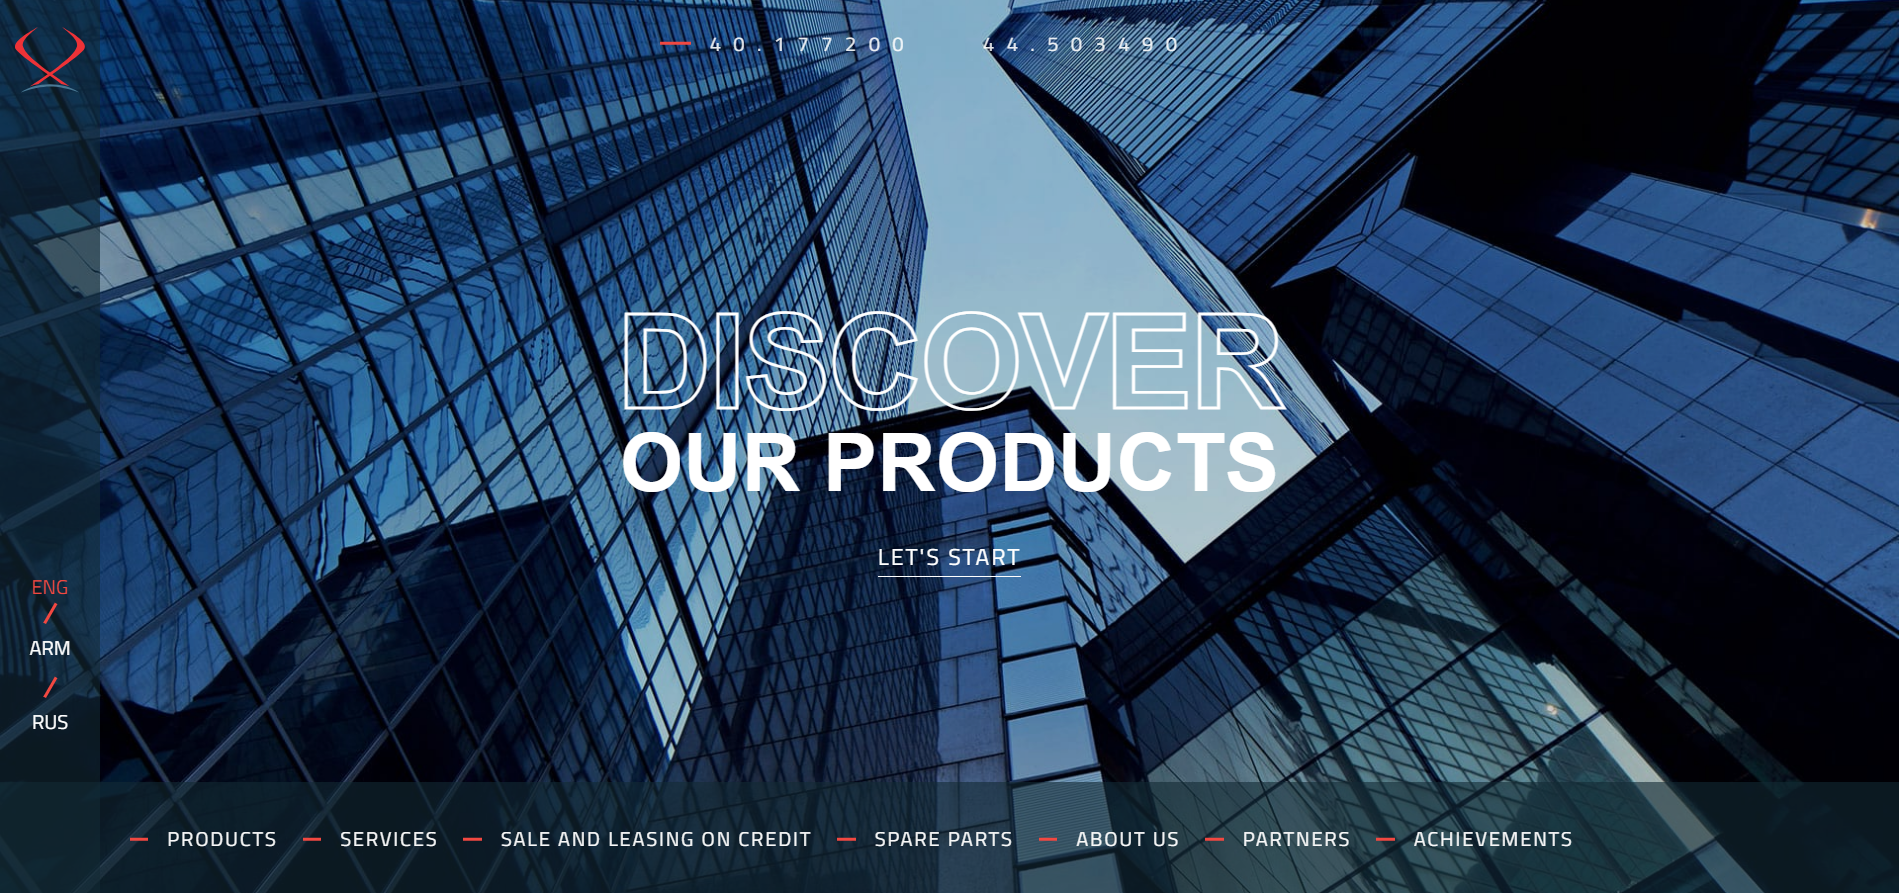 40.177200 44.503490
DISCOVER
OUR PRODUCTS
LET'S START
ENG
ARM
RUS
PRODUCTS SERVICES SALE AND LEASING ON CREDIT SPARE PARTS ABOUT US PARTNERS ACHIEVEMENTS